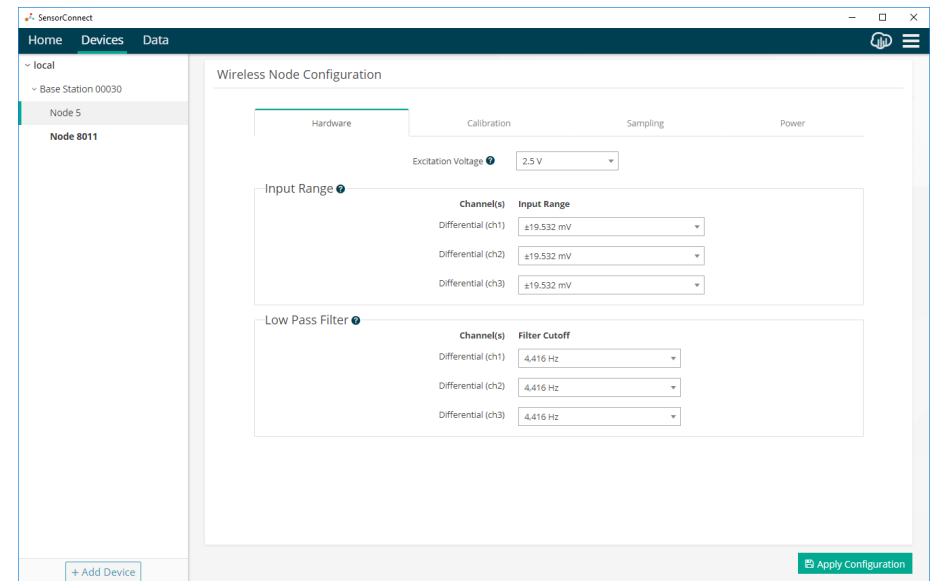 SensorConnect
Home Devices Data
local
Base Station 00030
Node 5
Node 8011
+ Add Device
Wireless Node Configuration
Hardware Calibration Sampling Power
Excitation Voltage ? 2.5 V
Input Range ?
Channel(s) Input Range
Differential (ch1) ±19.532 mV
Differential (ch2) ±19.532 mV
Differential (ch3) ±19.532 mV
Low Pass Filter ?
Channel(s) Filter Cutoff
Differential (ch1) 4,416 Hz
Differential (ch2) 4,416 Hz
Differential (ch3) 4,416 Hz
Apply Configuration